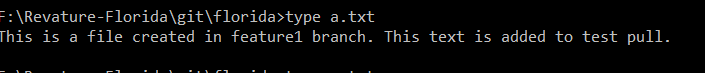 F:\Revature-Florida\git\florida>type a.txt
This is a file created in feature1 branch. This text is added to test pull.